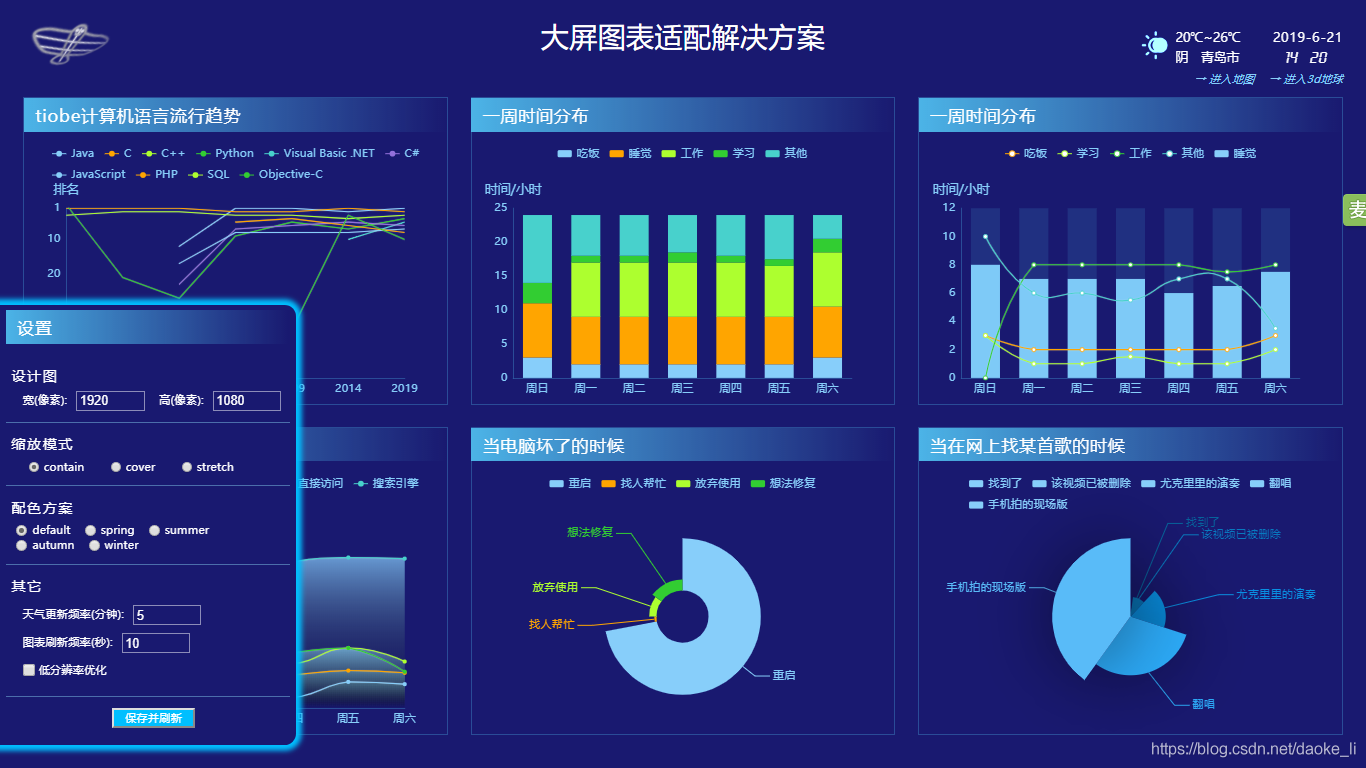 大屏图表适配解决方案
20℃~26℃ 2019-6-21
阴 青岛市 14 20
→进入地图 →进入3d地球
tiobe计算机语言流行趋势
Java C C++ Python Visual Basic .NET C#
JavaScript PHP SQL Objective-C
排名
1
10
20
2014 2019
一周时间分布
吃饭 睡觉 工作 学习 其他
时间/小时
25
20
15
10
5
0
周日 周一 周二 周三 周四 周五 周六
一周时间分布
吃饭 学习 工作 其他 睡觉
时间/小时
12
10
8
6
4
2
0
周日 周一 周二 周三 周四 周五 周六
麦
设置
设计图
宽(像素): 1920 高(像素): 1080
缩放模式
contain cover stretch
配色方案
default spring summer
autumn winter
其它
天气更新频率(分钟): 5
图表刷新频率(秒): 10
低分辨率优化
保存并刷新
直接访问 搜索引擎
周五 周六
当电脑坏了的时候
重启 找人帮忙 放弃使用 想法修复
想法修复
放弃使用
找人帮忙
重启
当在网上找某首歌的时候
找到了 该视频已被删除 尤克里里的演奏 翻唱
手机拍的现场版
找到了
该视频已被删除
手机拍的现场版
尤克里里的演奏
翻唱
https://blog.csdn.net/daoke_li